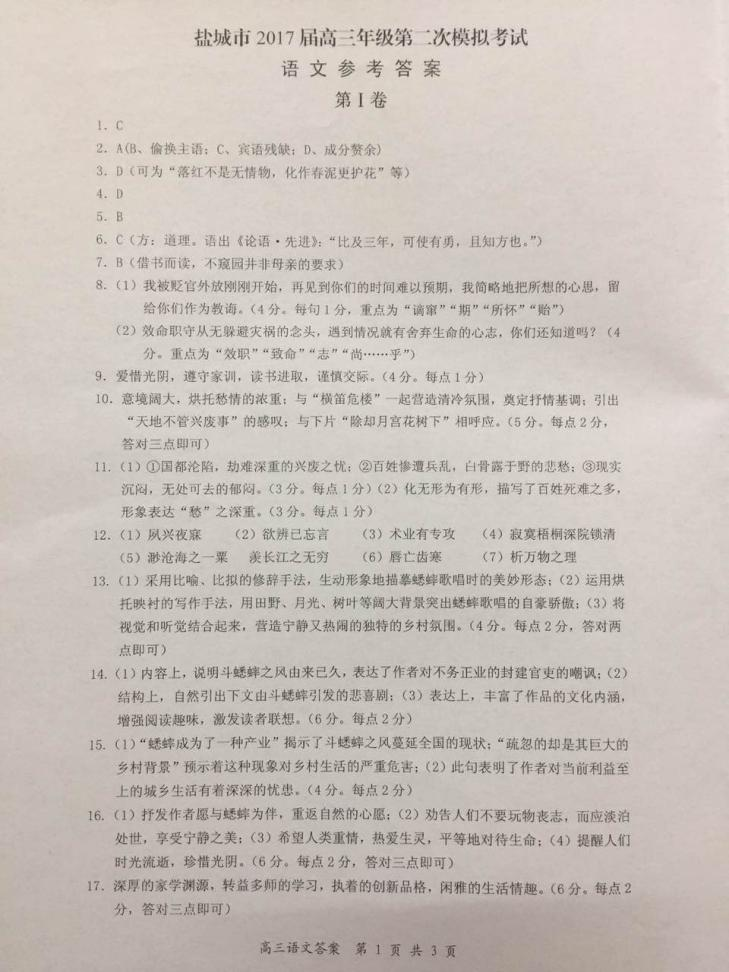 盐城市 2017 届高三年级第二次模拟考试
语 文 参 考 答 案
第 I 卷
1. C
2. A(B、偷换主语；C、宾语残缺；D、成分赘余)
3. D（可为“落红不是无情物，化作春泥更护花”等）
4. D
5. B
6. C（方：道理。语出《论语·先进》：“比及三年，可使有勇，且知方也。”）
7. B（借书而读，不窥园井非母亲的要求）
8.（1）我被贬官外放刚刚开始，再见到你们的时间难以预期，我简略地把所想的心思，留
给你们作为教诲。（4 分。每句 1 分，重点为“谪窜”“期”“所怀”“贻”）
（2）效命职守从无躲避灾祸的念头，遇到情况就有舍弃生命的心志，你们还知道吗？（4
分。重点为“效职”“致命”“志”“尚……乎”）
9. 爱惜光阴，遵守家训，读书进取，谨慎交际。（4 分。每点 1 分）
10. 意境阔大，烘托愁情的浓重；与“横笛危楼”一起营造清冷氛围，奠定抒情基调；引出
“天地不管兴废事”的感叹；与下片“除却月宫花树下”相呼应。（5 分。每点 2 分，
答对三点即可）
11.（1）①国都沦陷，劫难深重的兴废之忧；②百姓惨遭兵乱，白骨露于野的悲愁；③现实
沉闷，无处可去的郁闷。（3 分。每点 1 分）（2）化无形为有形，描写了百姓死难之多，
形象表达“愁”之深重。（3 分。每点 1 分）
12.（1）夙兴夜寐 （2）欲辨已忘言 （3）术业有专攻 （4）寂寞梧桐深院锁清
（5）渺沧海之一粟 羡长江之无穷 （6）唇亡齿寒 （7）析万物之理
13.（1）采用比喻、比拟的修辞手法，生动形象地描摹蟋蟀歌唱时的美妙形态；（2）运用烘
托映衬的写作手法，用田野、月光、树叶等阔大背景突出蟋蟀歌唱的自豪骄傲；（3）将
视觉和听觉结合起来，营造宁静又热闹的独特的乡村氛围。（4 分。每点 2 分，答对两
点即可）
14.（1）内容上，说明斗蟋蟀之风由来已久，表达了作者对不务正业的封建官吏的嘲讽；（2）
结构上，自然引出下文由斗蟋蟀引发的悲喜剧；（3）表达上，丰富了作品的文化内涵，
增强阅读趣味，激发读者联想。（6 分。每点 2 分）
15.（1）“蟋蟀成为了一种产业”揭示了斗蟋蟀之风蔓延全国的现状；“疏忽的却是其巨大的
乡村背景”预示着这种现象对乡村生活的严重危害；（2）此句表明了作者对当前利益至
上的城乡生活有着深深的忧患。（4 分。每点 2 分）
16.（1）抒发作者愿与蟋蟀为伴，重返自然的心愿；（2）劝告人们不要玩物丧志，而应淡泊
处世，享受宁静之美；（3）希望人类重情，热爱生灵，平等地对待生命；（4）提醒人们
时光流逝，珍惜光阴。（6 分。每点 2 分，答对三点即可）
17. 深厚的家学渊源，转益多师的学习，执着的创新品格，闲雅的生活情趣。（6 分。每点 2
分，答对三点即可）
高三语文答案 第 1 页 共 3 页